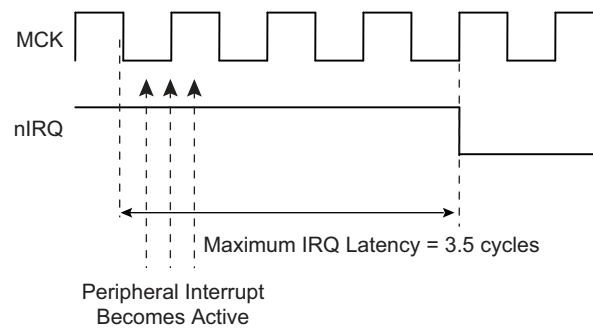 MCK
nIRQ
Maximum IRQ Latency = 3.5 cycles
Peripheral Interrupt
Becomes Active